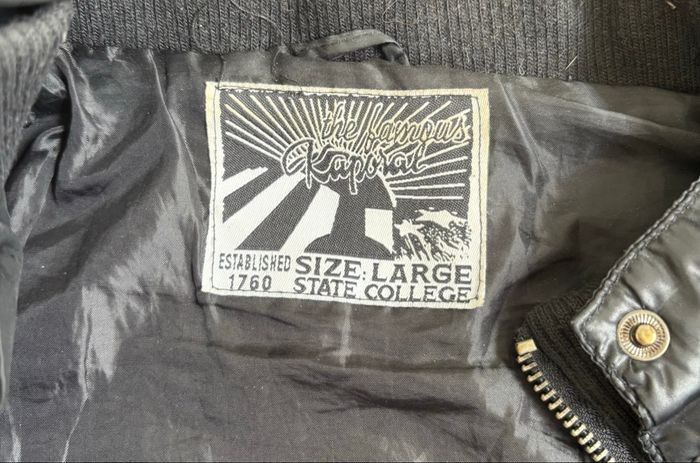 the famous
Kaporal
ESTABLISHED
1760
SIZE: LARGE
STATE COLLEGE